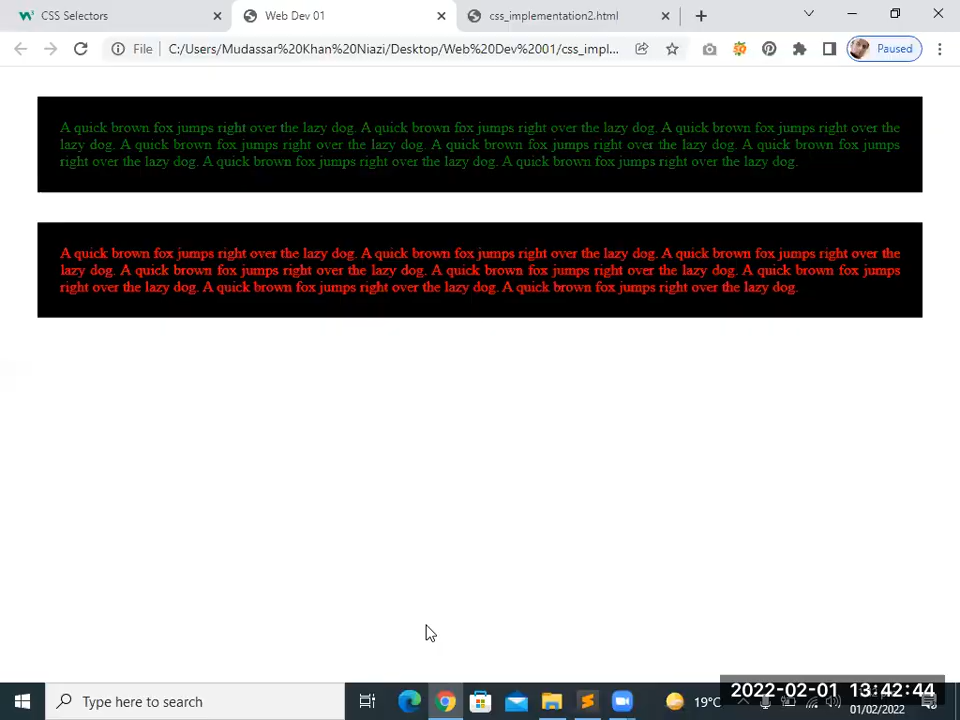 CSS Selectors
Web Dev 01
css_implementation2.html
File
C:/Users/Mudassar%20Khan%20Niazi/Desktop/Web%20Dev%2001/css_impl...
Paused
A quick brown fox jumps right over the lazy dog. A quick brown fox jumps right over the lazy dog. A quick brown fox jumps right over the
lazy dog. A quick brown fox jumps right over the lazy dog. A quick brown fox jumps right over the lazy dog. A quick brown fox jumps
right over the lazy dog. A quick brown fox jumps right over the lazy dog. A quick brown fox jumps right over the lazy dog.
A quick brown fox jumps right over the lazy dog. A quick brown fox jumps right over the lazy dog. A quick brown fox jumps right over the
lazy dog. A quick brown fox jumps right over the lazy dog. A quick brown fox jumps right over the lazy dog. A quick brown fox jumps
right over the lazy dog. A quick brown fox jumps right over the lazy dog. A quick brown fox jumps right over the lazy dog.
Type here to search
19°C
2022-02-01 13:42:44
01/02/2022